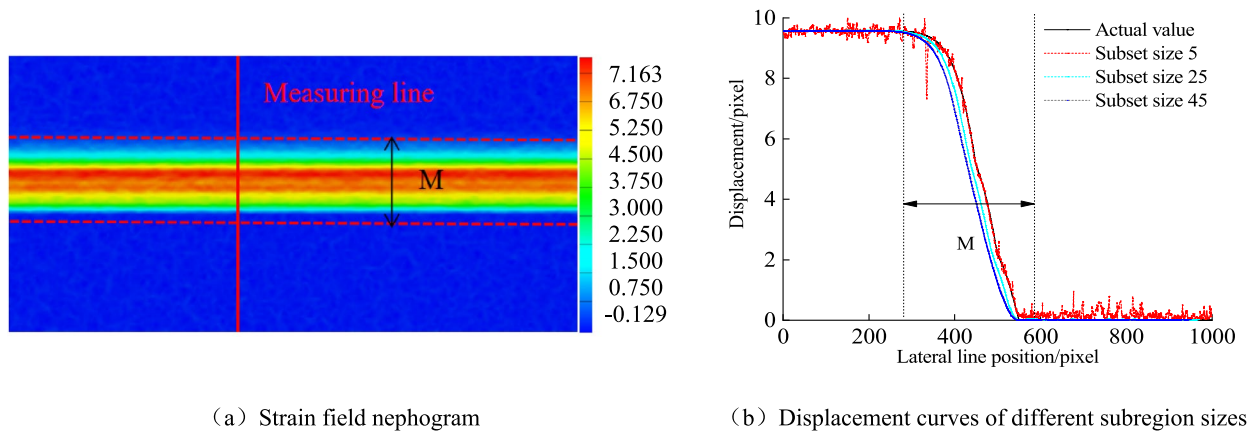 Measuring line
M
7.163
6.750
5.250
4.500
3.750
3.000
2.250
1.500
0.750
-0.129
(a) Strain field nephogram
10
8
6
4
2
0
Displacement/pixel
Actual value
Subset size 5
Subset size 25
Subset size 45
M
0 200 400 600 800 1000
Lateral line position/pixel
(b) Displacement curves of different subregion sizes